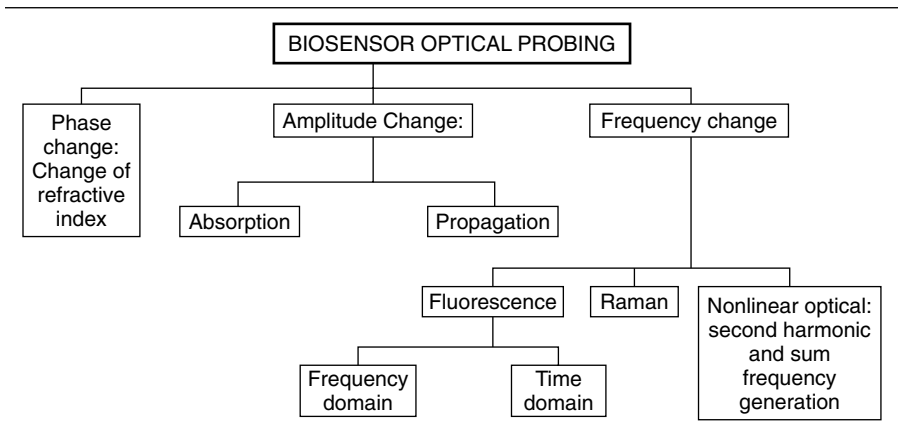 BIOSENSOR OPTICAL PROBING
Phase
change:
Change of
refractive
index
Amplitude Change:
Frequency change
Absorption
Propagation
Fluorescence
Raman
Nonlinear optical:
second harmonic
and sum
frequency
generation
Frequency
domain
Time
domain